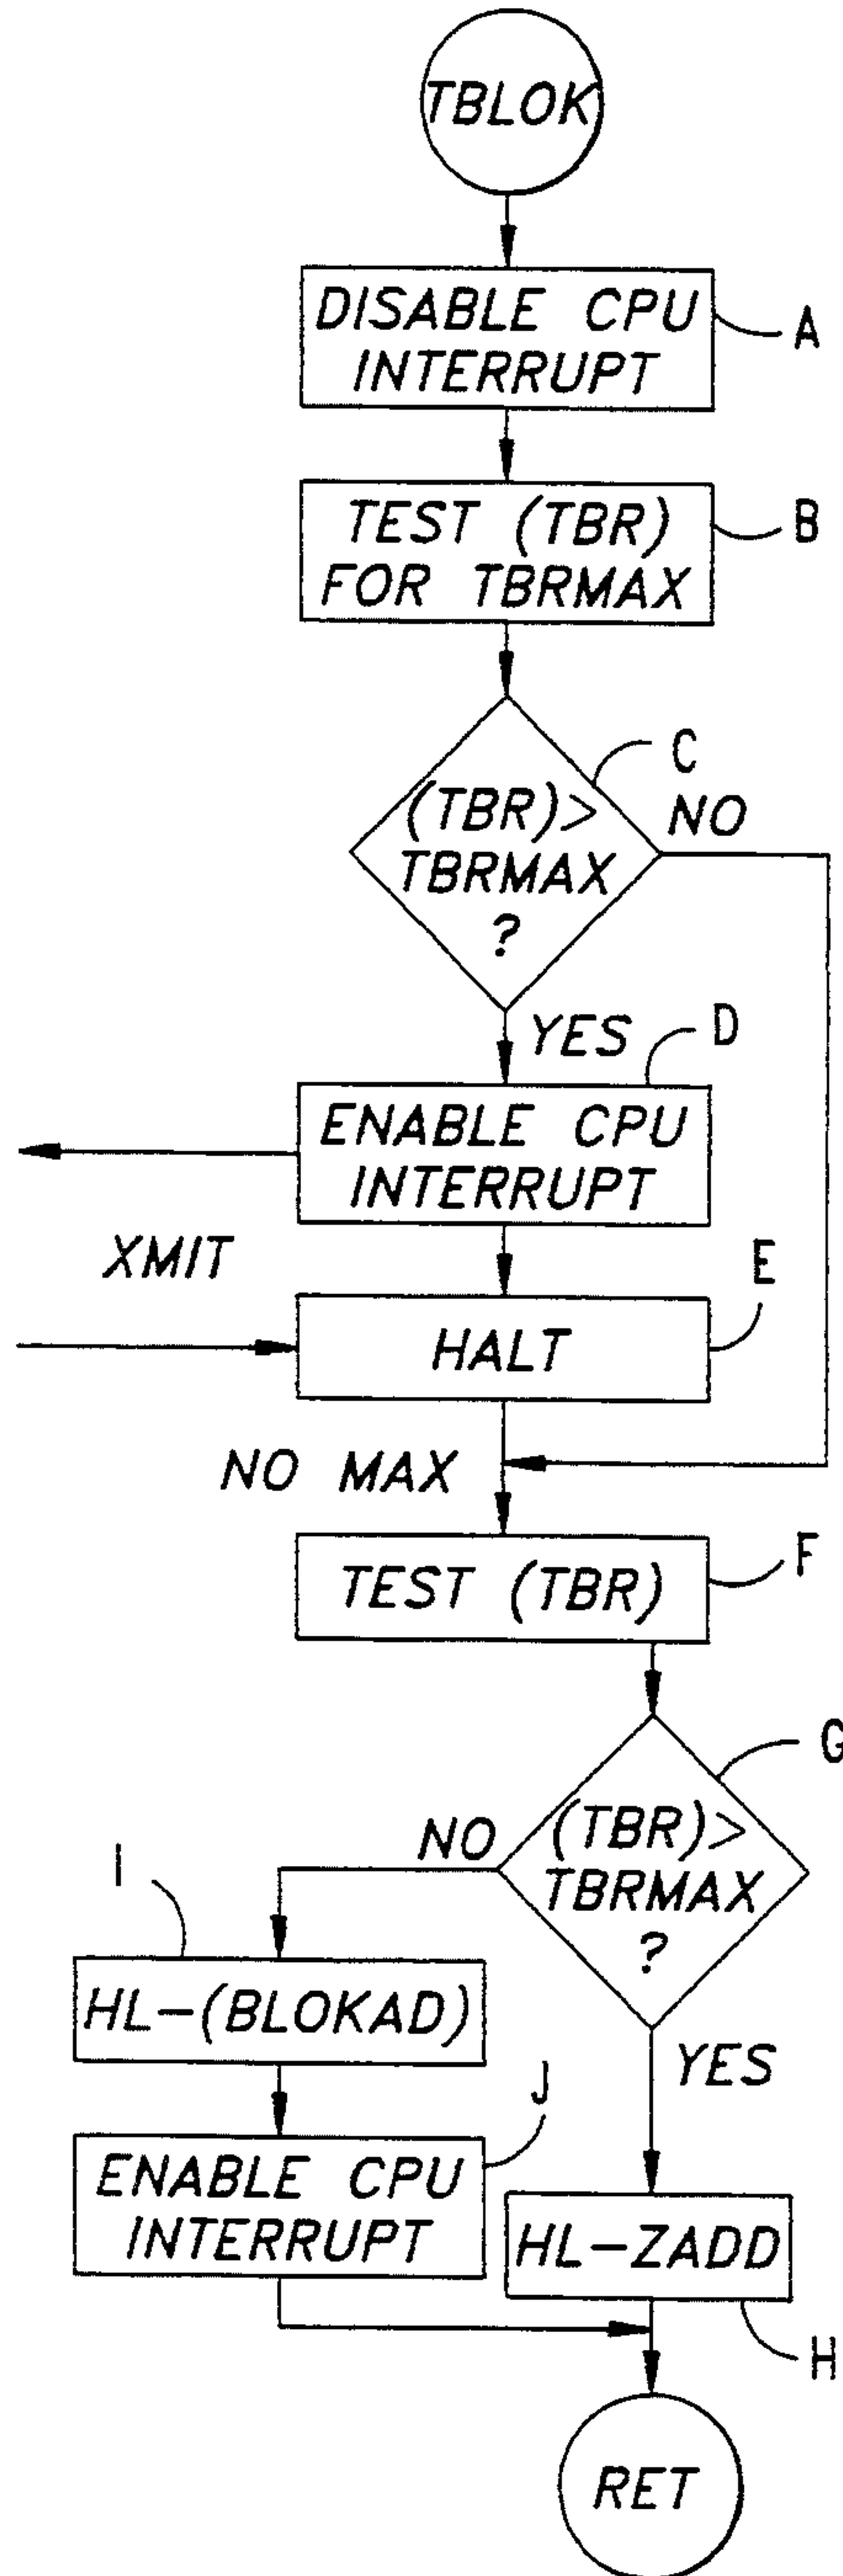 TBLOK
DISABLE CPU
INTERRUPT
A
TEST (TBR)
FOR TBRMAX
B
C
(TBR)>
TBRMAX
?
NO
YES
D
ENABLE CPU
INTERRUPT
XMIT
E
HALT
NO MAX
F
TEST (TBR)
G
(TBR)>
TBRMAX
?
NO
I
HL-(BLOKAD)
YES
J
ENABLE CPU
INTERRUPT
HL-ZADD
H
RET